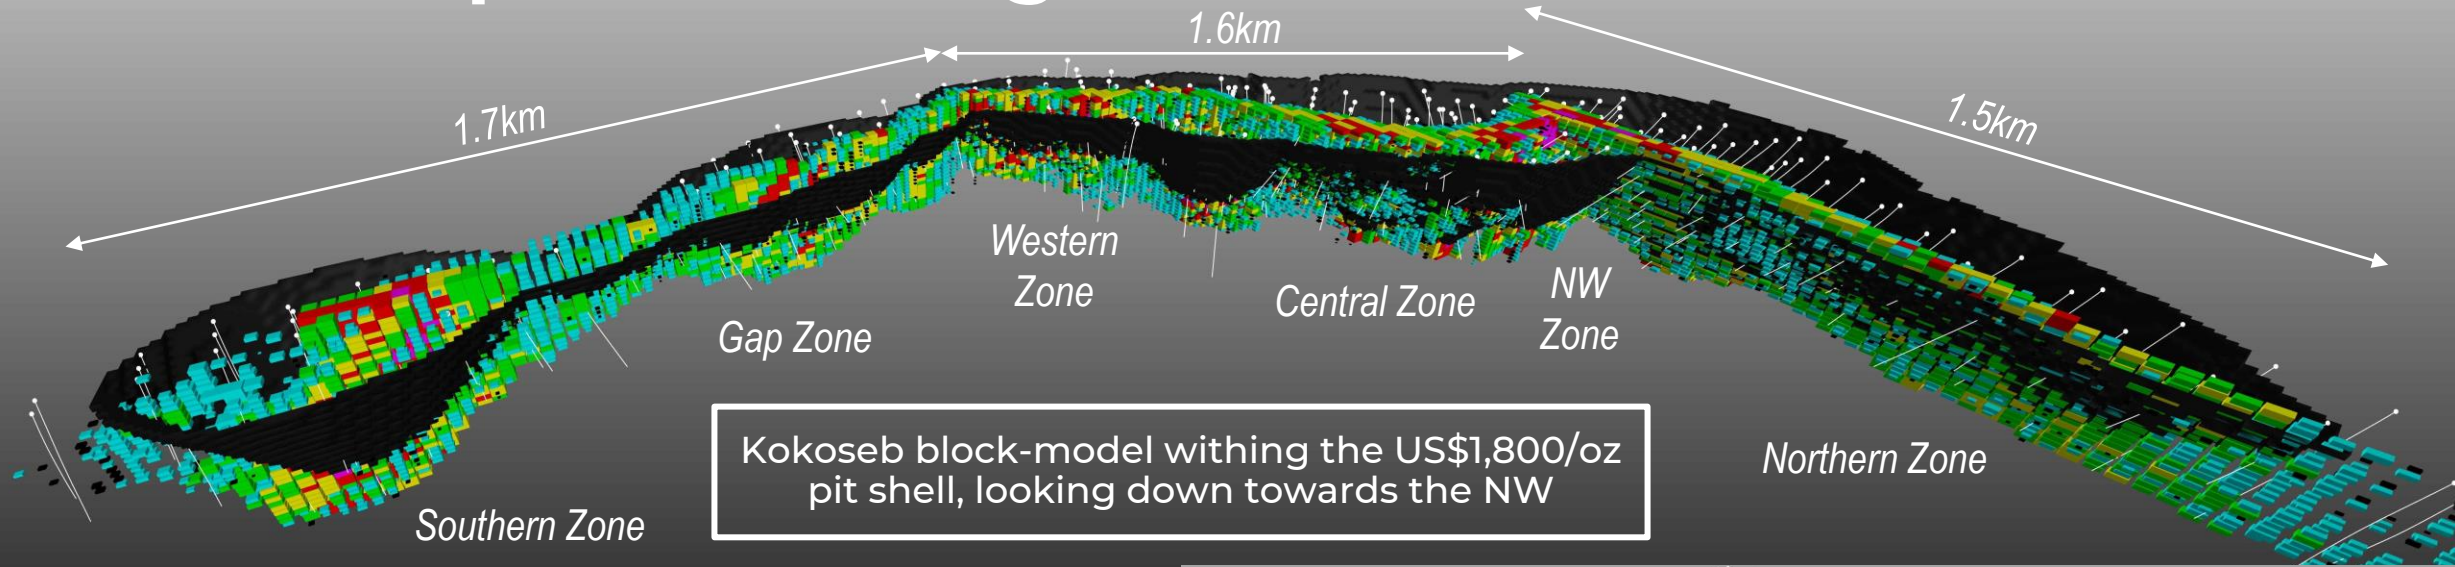 1.6km
1.7km
1.5km
Western
Zone
Central Zone
NW
Zone
Gap Zone
Northern Zone
Southern Zone
Kokoseb block-model withing the US$1,800/oz
pit shell, looking down towards the NW